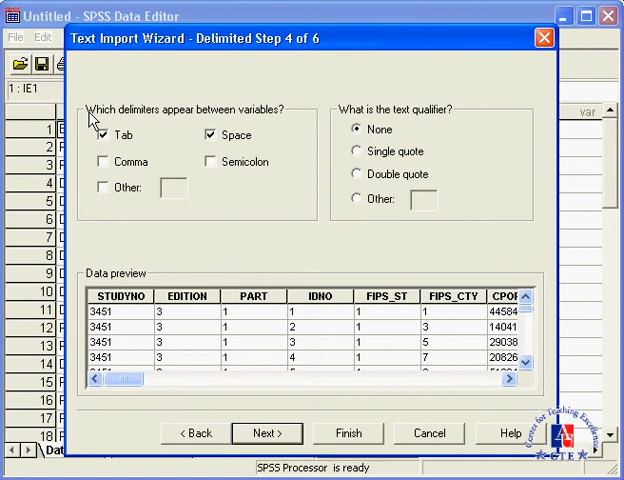 Untitled - SPSS Data Editor
File Edit
Text Import Wizard - Delimited Step 4 of 6
1 : IE1
var
Which delimiters appear between variables?
Tab
Space
Comma
Semicolon
Other:
What is the text qualifier?
None
Single quote
Double quote
Other:
Data preview
STUDYNO EDITION PART IDNO FIPS_ST FIPS_CTY CPOP
3451 3 1 1 1 1 44584
3451 3 1 2 1 3 14041
3451 3 1 3 1 5 29038
3451 3 1 4 1 7 20826
1
2
3
4
5
6
7
8
9
10
11
12
13
14
15
16
17
18
< Back Next > Finish Cancel Help
Dat
SPSS Processor is ready
Center for Teaching Excellence
CTE